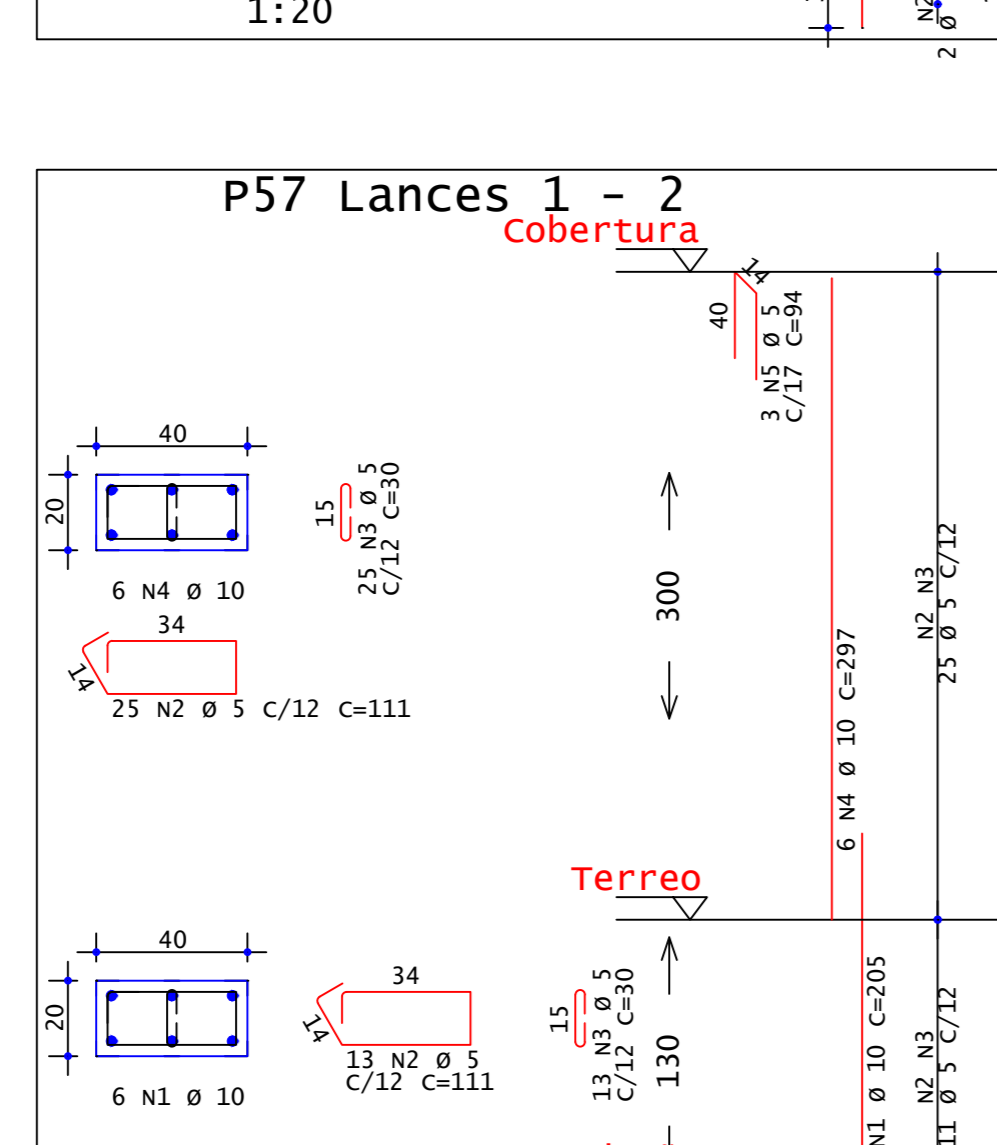 1:20
2 Ø
P57 Lances 1 - 2
Cobertura
14
40
3 N5 Ø 5
C/17 C=94
40
20
6 N4 Ø 10
15
25 N3 Ø 5
C/12 C=30
34
14
25 N2 Ø 5 C/12 C=111
300
6 N4 Ø 10 C=297
N2 N3
25 Ø 5 C/12
Terreo
40
20
6 N1 Ø 10
34
14
13 N2 Ø 5
C/12 C=111
15
13 N3 Ø 5
C/12 C=30
130
N1 Ø 10 C=205
N2 N3
11 Ø 5 C/12